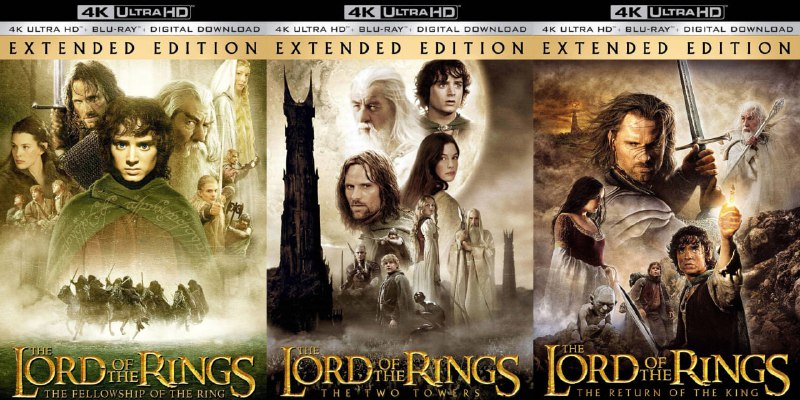 4K ULTRA HD
4K ULTRA HD + BLU-RAY + DIGITAL DOWNLOAD
EXTENDED EDITION
THE
LORD OF THE RINGS
THE FELLOWSHIP OF THE RING
4K ULTRA HD
4K ULTRA HD + BLU-RAY + DIGITAL DOWNLOAD
EXTENDED EDITION
THE
LORD OF THE RINGS
THE TWO TOWERS
4K ULTRA HD
4K ULTRA HD + BLU-RAY + DIGITAL DOWNLOAD
EXTENDED EDITION
THE
LORD OF THE RINGS
THE RETURN OF THE KING